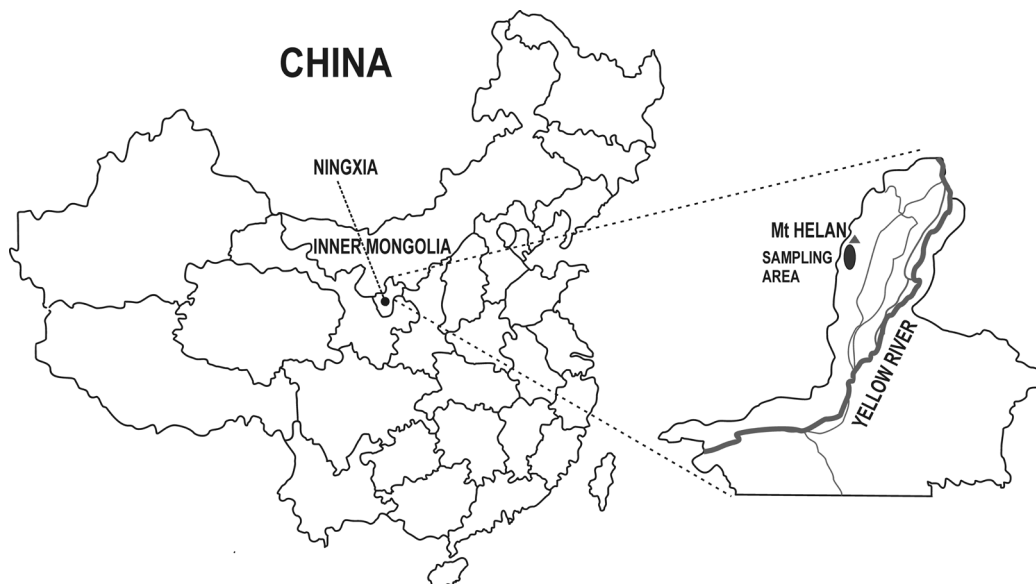 CHINA
NINGXIA
INNER MONGOLIA
Mt HELAN
SAMPLING
AREA
YELLOW RIVER